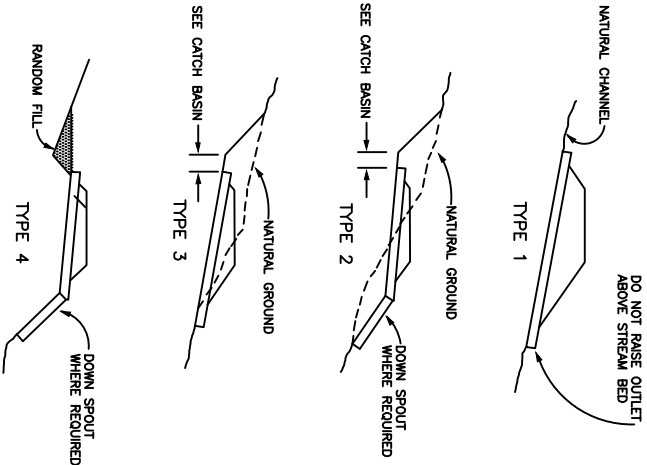 NATURAL CHANNEL
DO NOT RAISE OUTLET
ABOVE STREAM BED
TYPE 1
SEE CATCH BASIN
NATURAL GROUND
DOWN SPOUT
WHERE REQUIRED
TYPE 2
SEE CATCH BASIN
NATURAL GROUND
TYPE 3
RANDOM FILL
DOWN SPOUT
WHERE REQUIRED
TYPE 4